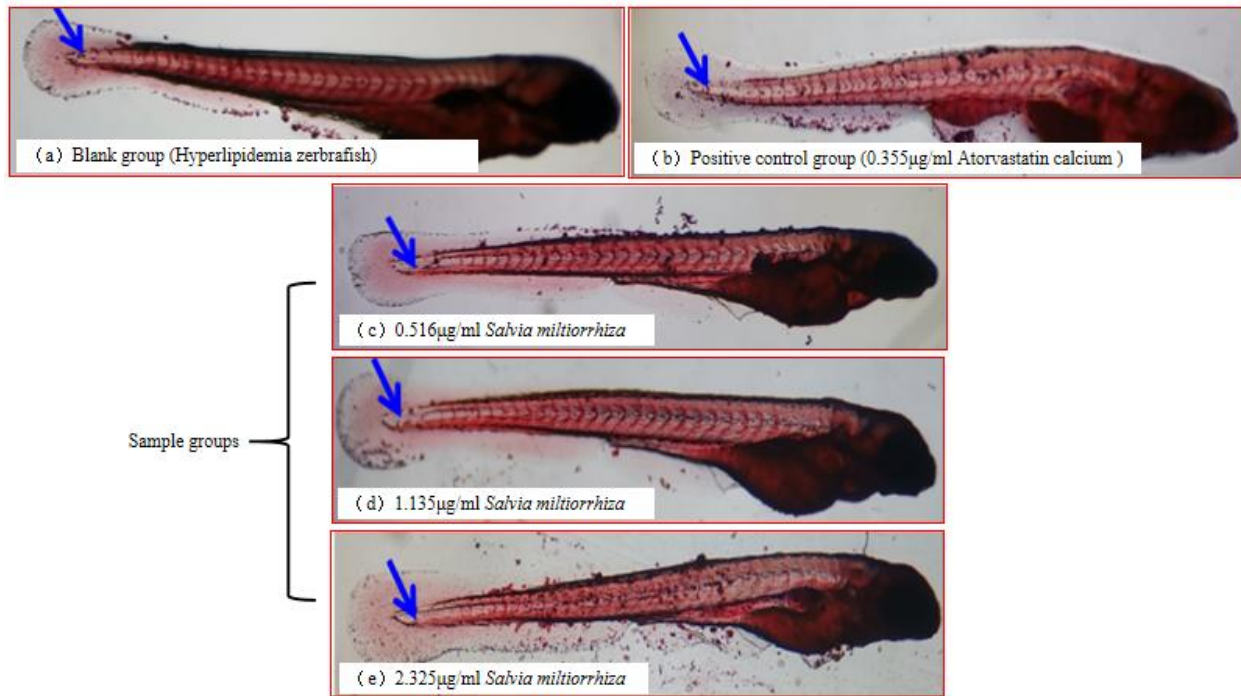 （a）Blank group (Hyperlipidemia zerbrafish)
（b）Positive control group (0.355μg/ml Atorvastatin calcium )
（c）0.516μg/ml Salvia miltiorrhiza
Sample groups
（d）1.135μg/ml Salvia miltiorrhiza
（e）2.325μg/ml Salvia miltiorrhiza